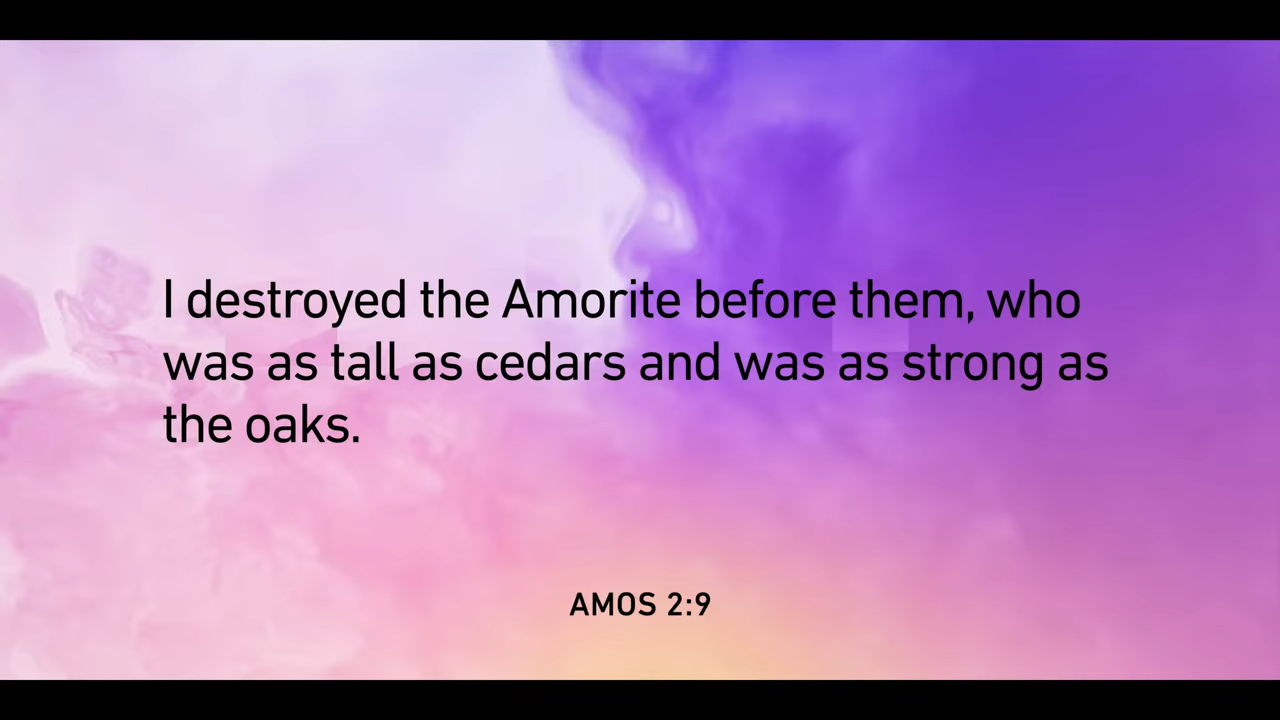 I destroyed the Amorite before them, who
was as tall as cedars and was as strong as
the oaks.
AMOS 2:9